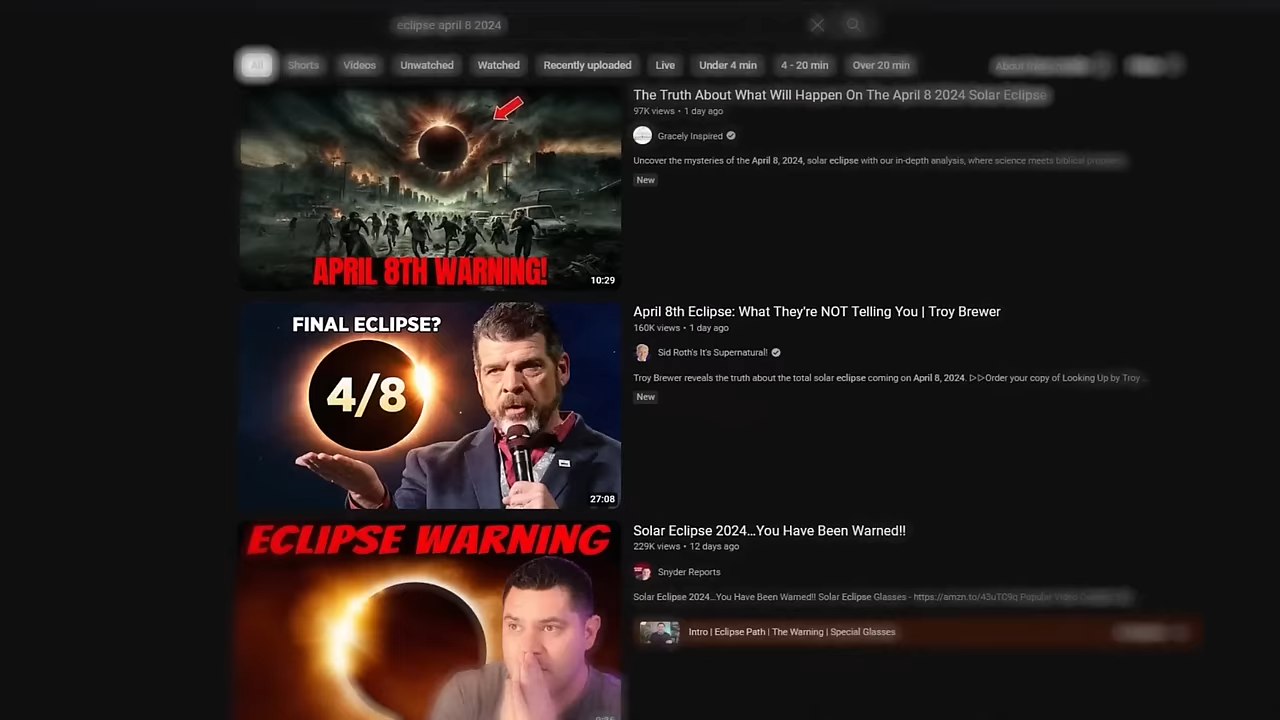 eclipse april 8 2024
All
Shorts
Videos
Unwatched
Watched
Recently uploaded
Live
Under 4 min
4 - 20 min
Over 20 min
About
The Truth About What Will Happen On The April 8 2024 Solar Eclipse
97K views • 1 day ago
Gracely Inspired
Uncover the mysteries of the April 8, 2024, solar eclipse with our in-depth analysis, where science meets biblical
New
APRIL 8TH WARNING!
10:29
April 8th Eclipse: What They're NOT Telling You | Troy Brewer
160K views • 1 day ago
Sid Roth's It's Supernatural!
Troy Brewer reveals the truth about the total solar eclipse coming on April 8, 2024. ▷▷Order your copy of Looking Up by Troy ...
New
FINAL ECLIPSE?
4/8
27:08
Solar Eclipse 2024...You Have Been Warned!!
229K views • 12 days ago
Snyder Reports
Solar Eclipse 2024...You Have Been Warned!! Solar Eclipse Glasses - https://amzn.to/43uTC9q Popular Video
Intro | Eclipse Path | The Warning | Special Glasses
ECLIPSE WARNING